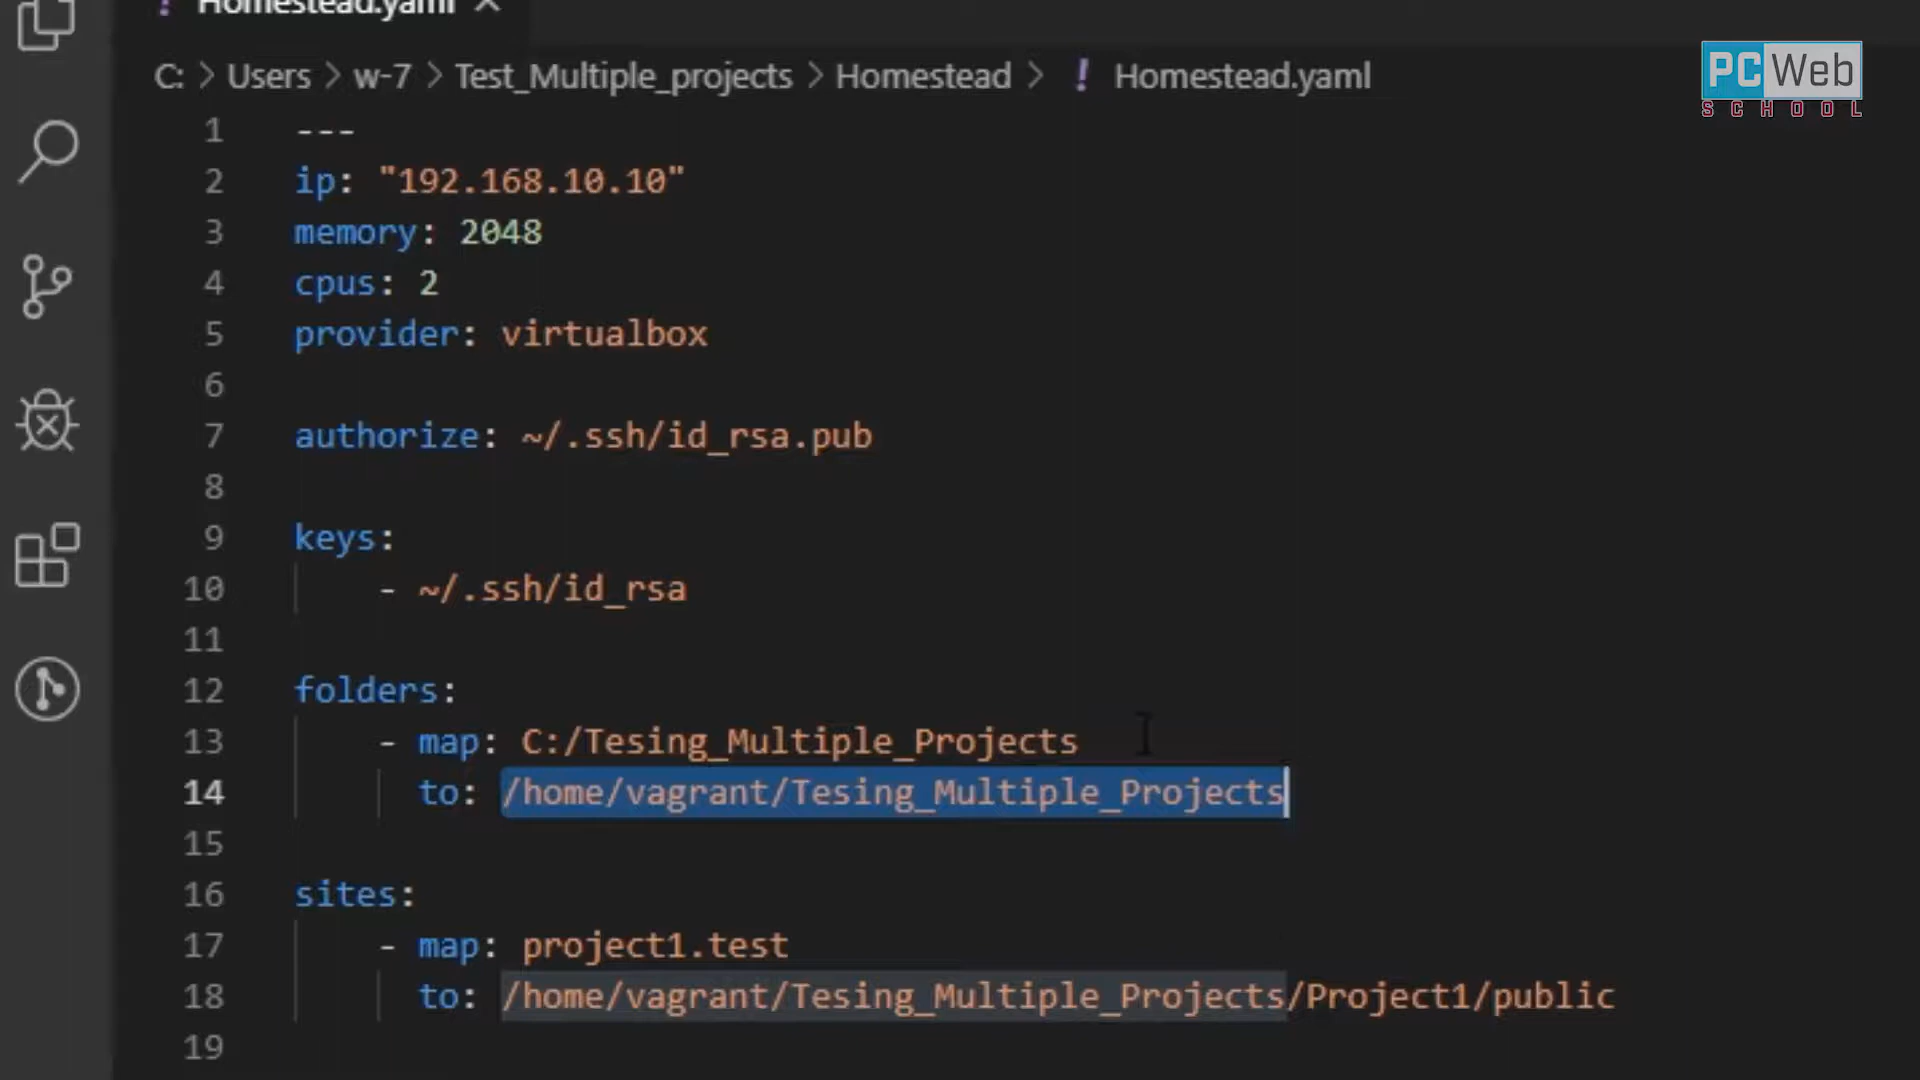 Homestead.yaml
C: > Users > w-7 > Test_Multiple_projects > Homestead > ! Homestead.yaml
PCWeb
SCHOOL
1 ---
2 ip: "192.168.10.10"
3 memory: 2048
4 cpus: 2
5 provider: virtualbox
6
7 authorize: ~/.ssh/id_rsa.pub
8
9 keys:
10 - ~/.ssh/id_rsa
11
12 folders:
13 - map: C:/Tesing_Multiple_Projects
14 to: /home/vagrant/Tesing_Multiple_Projects
15
16 sites:
17 - map: project1.test
18 to: /home/vagrant/Tesing_Multiple_Projects/Project1/public
19